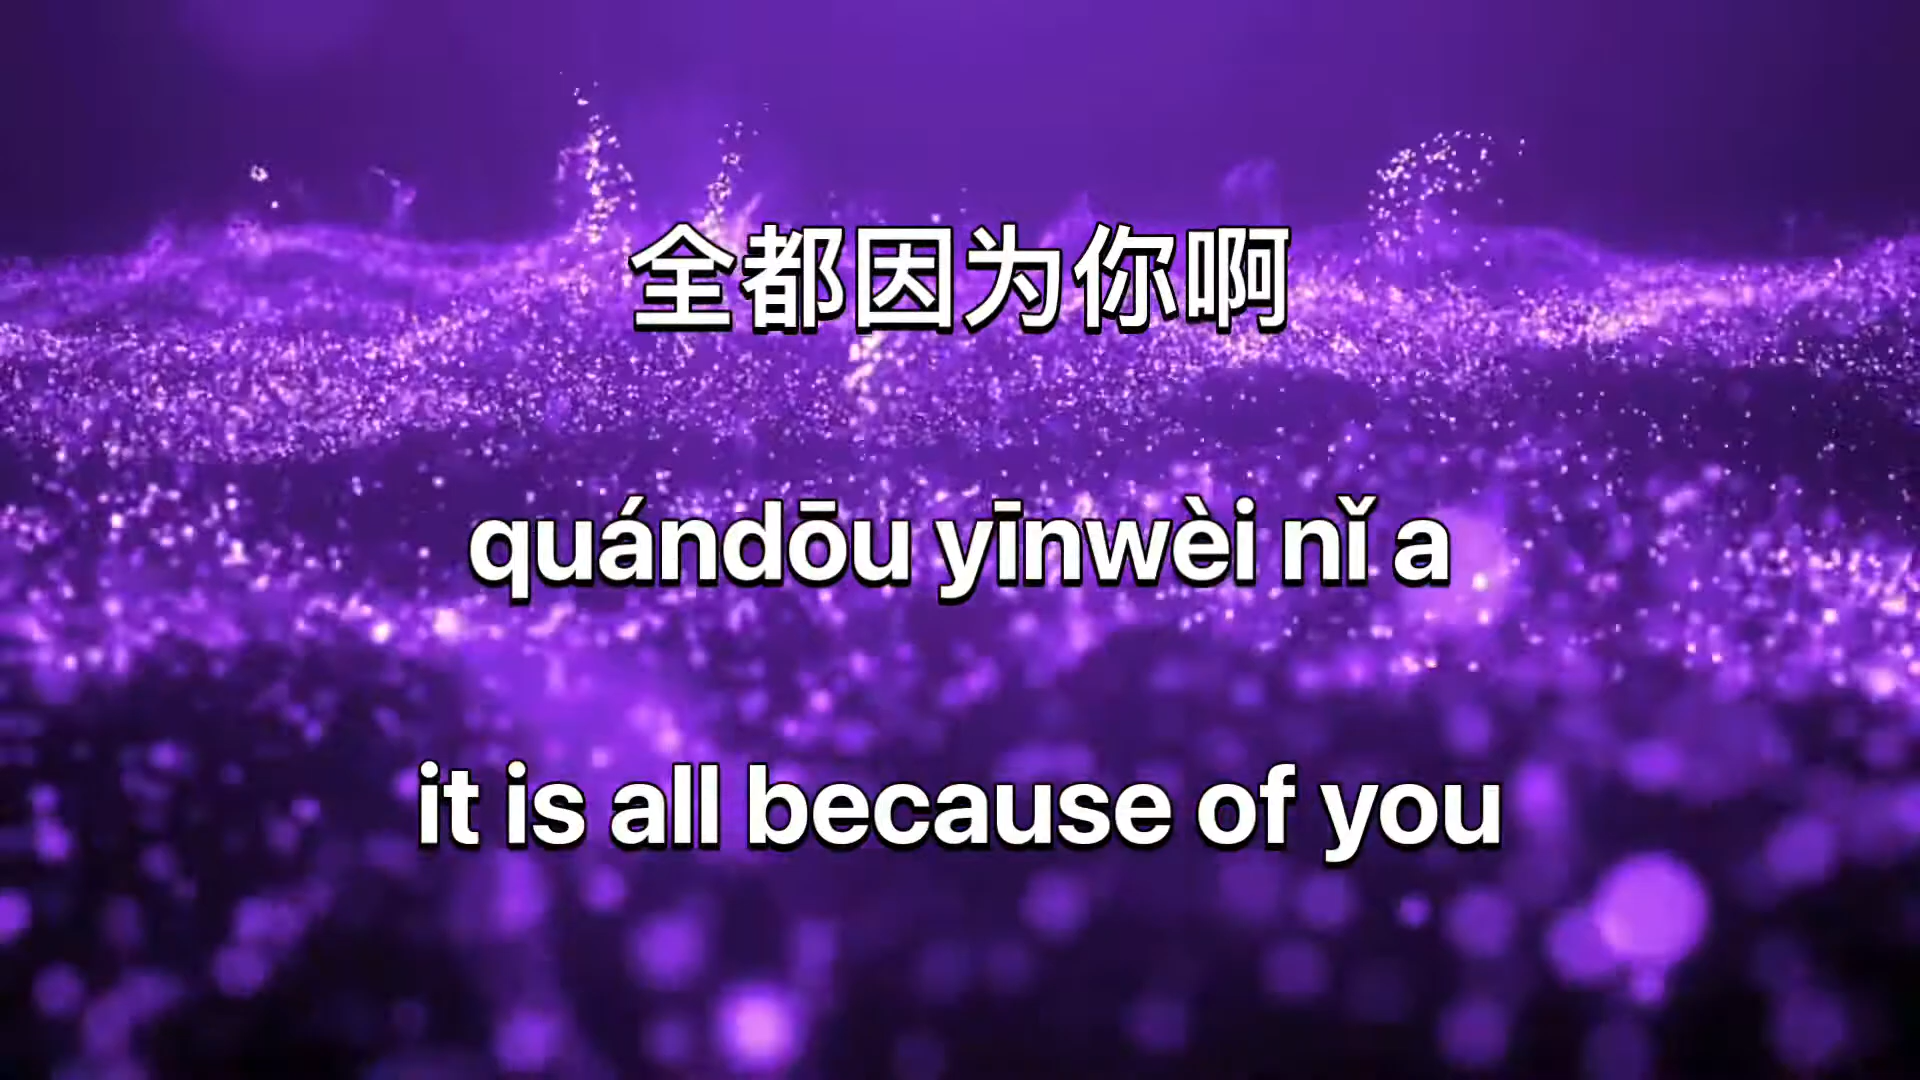 全都因为你啊
quándōu yīnwèi nǐ a
it is all because of you